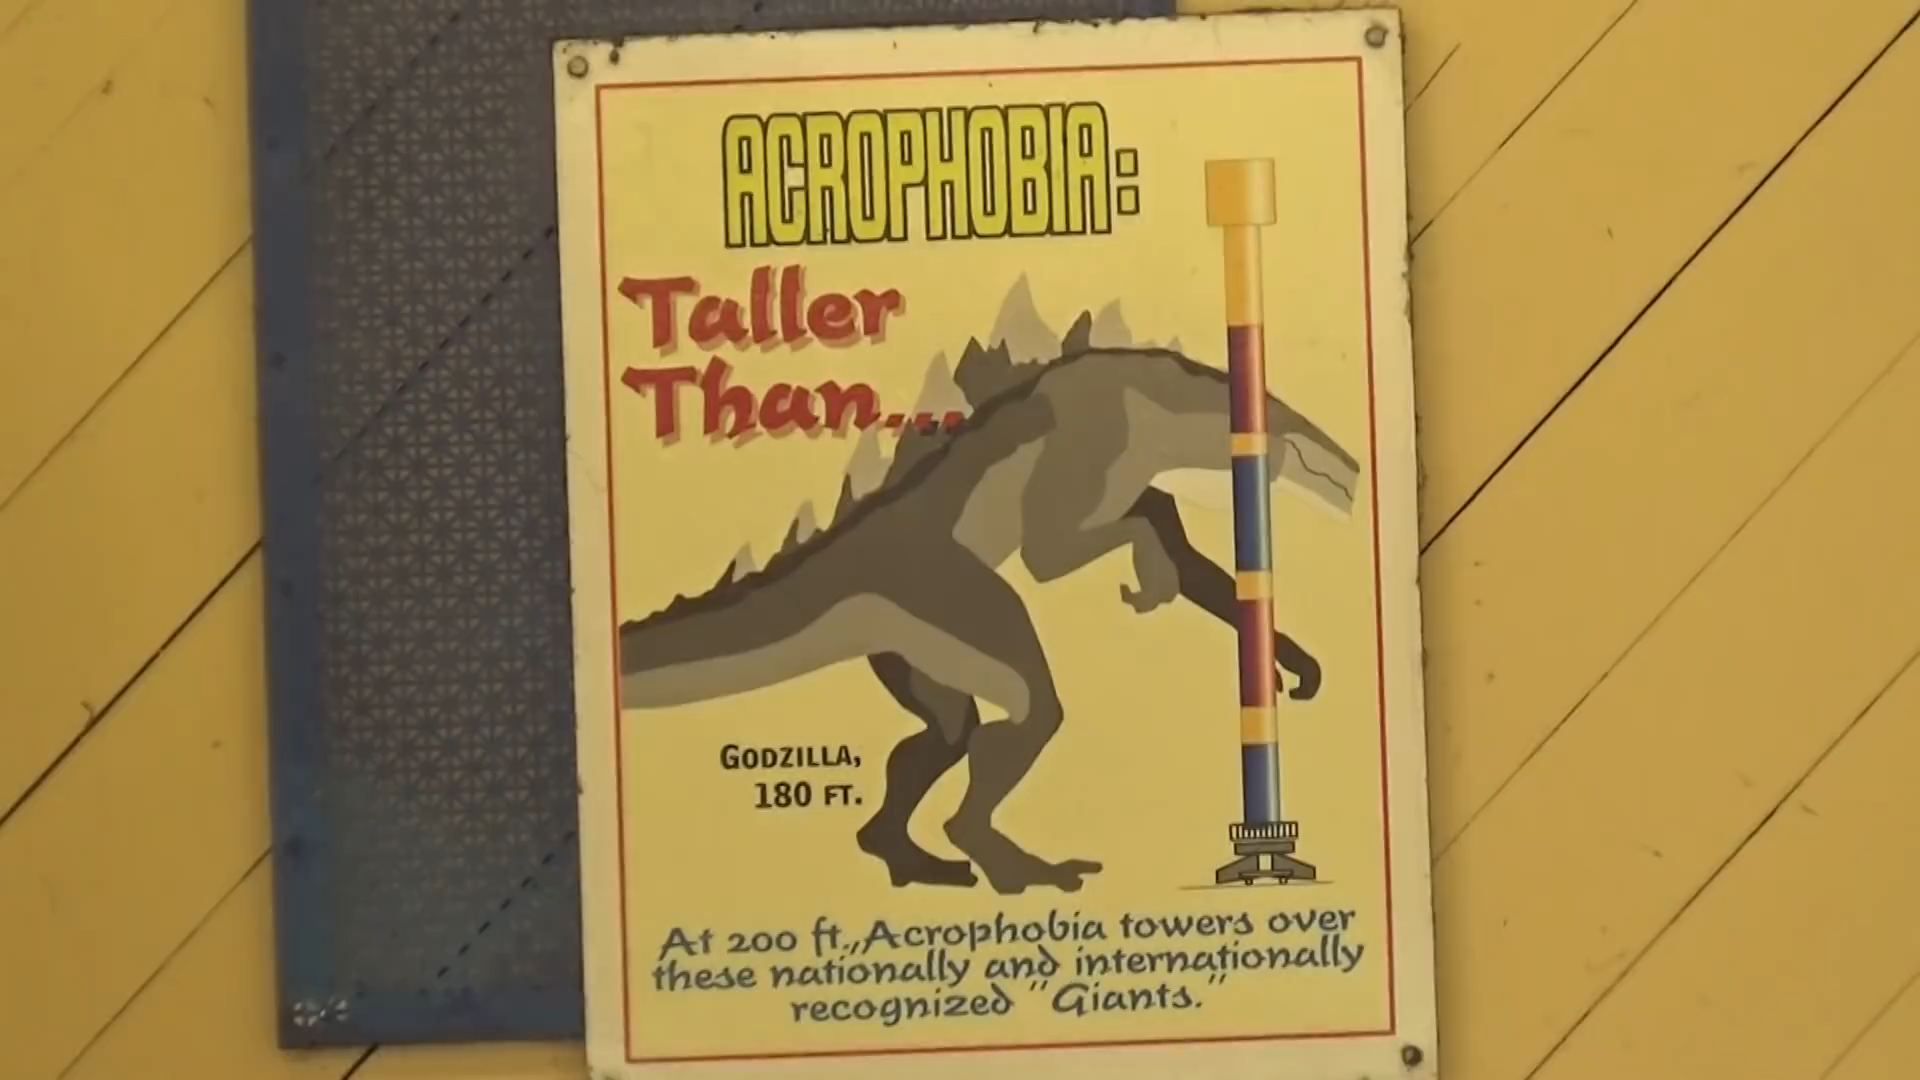 ACROPHOBIA:
Taller
Than...
GODZILLA,
180 FT.
At 200 ft.,,Acrophobia towers over
these nationally and internationally
recognized "Giants."